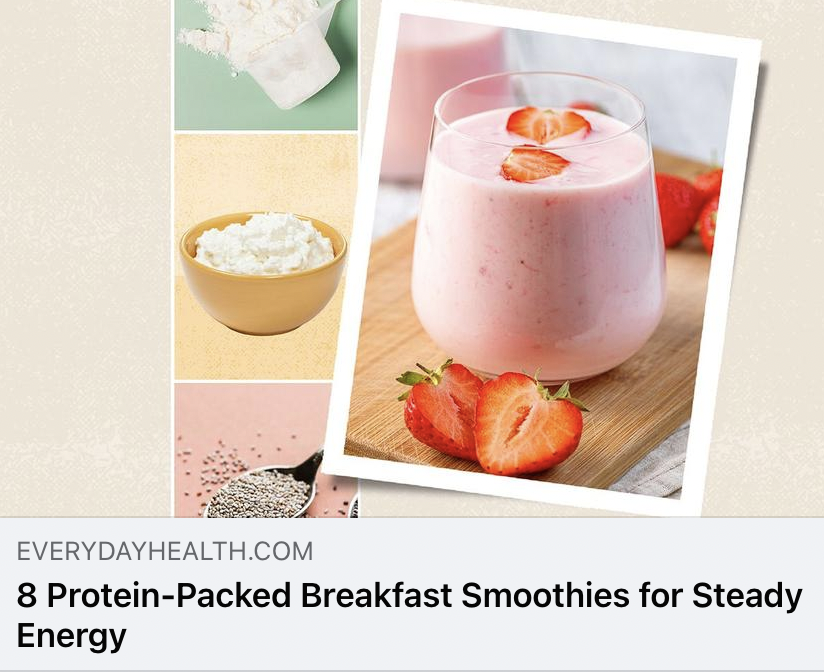 EVERYDAYHEALTH.COM
8 Protein-Packed Breakfast Smoothies for Steady
Energy